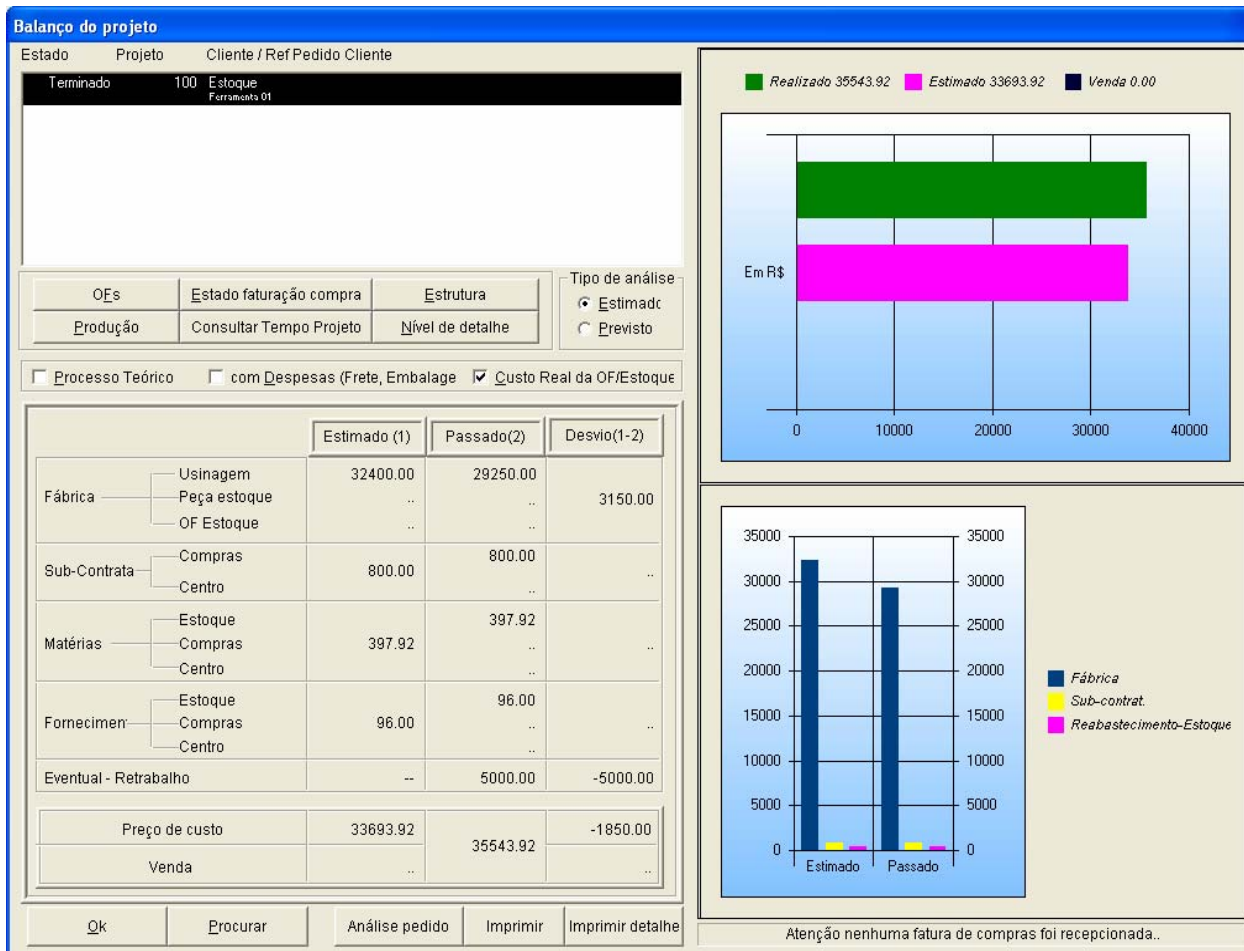 Balanço do projeto
Estado Projeto Cliente / Ref Pedido Cliente
Terminado 100 Estoque
Ferramenta 01
OFs Estado faturação compra Estrutura
Produção Consultar Tempo Projeto Nível de detalhe
Tipo de análise
Estimado
Previsto
Processo Teórico com Despesas (Frete, Embalage Custo Real da OF/Estoque
Estimado (1) Passado(2) Desvio(1-2)
Fábrica
Usinagem 32400.00 29250.00
Peça estoque .. .. 3150.00
OF Estoque .. ..
Sub-Contrata
Compras 800.00
800.00 ..
Centro ..
Matérias
Estoque 397.92
Compras 397.92 .. ..
Centro ..
Fornecimen
Estoque 96.00
Compras 96.00 .. ..
Centro ..
Eventual - Retrabalho -- 5000.00 -5000.00
Preço de custo 33693.92 35543.92 -1850.00
Venda .. ..
Ok Procurar Análise pedido Imprimir Imprimir detalhe
Realizado 35543.92 Estimado 33693.92 Venda 0.00
Em R$
0 10000 20000 30000 40000
35000 35000
30000 30000
25000 25000
20000 20000
15000 15000
10000 10000
5000 5000
0 0
Estimado Passado
Fábrica
Sub-contrat.
Reabastecimento-Estoque
Atenção nenhuma fatura de compras foi recepcionada..